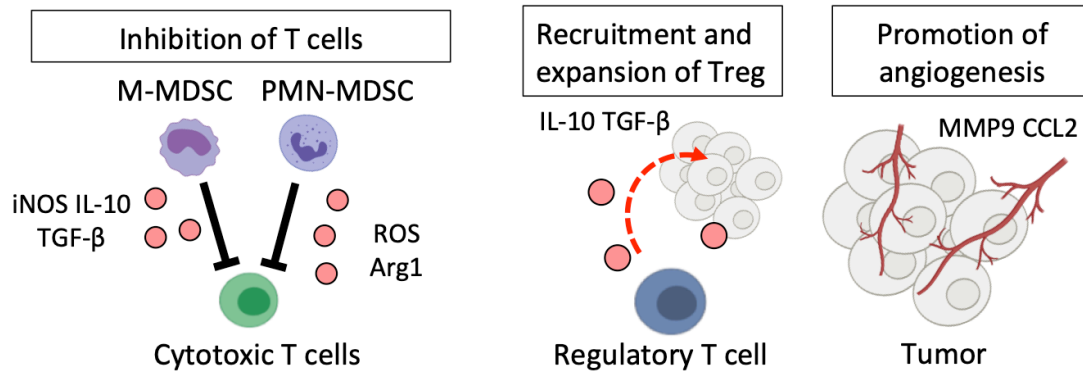 Inhibition of T cells
M-MDSC
PMN-MDSC
iNOS IL-10
TGF-β
ROS
Arg1
Cytotoxic T cells
Recruitment and
expansion of Treg
IL-10 TGF-β
Regulatory T cell
Promotion of
angiogenesis
MMP9 CCL2
Tumor